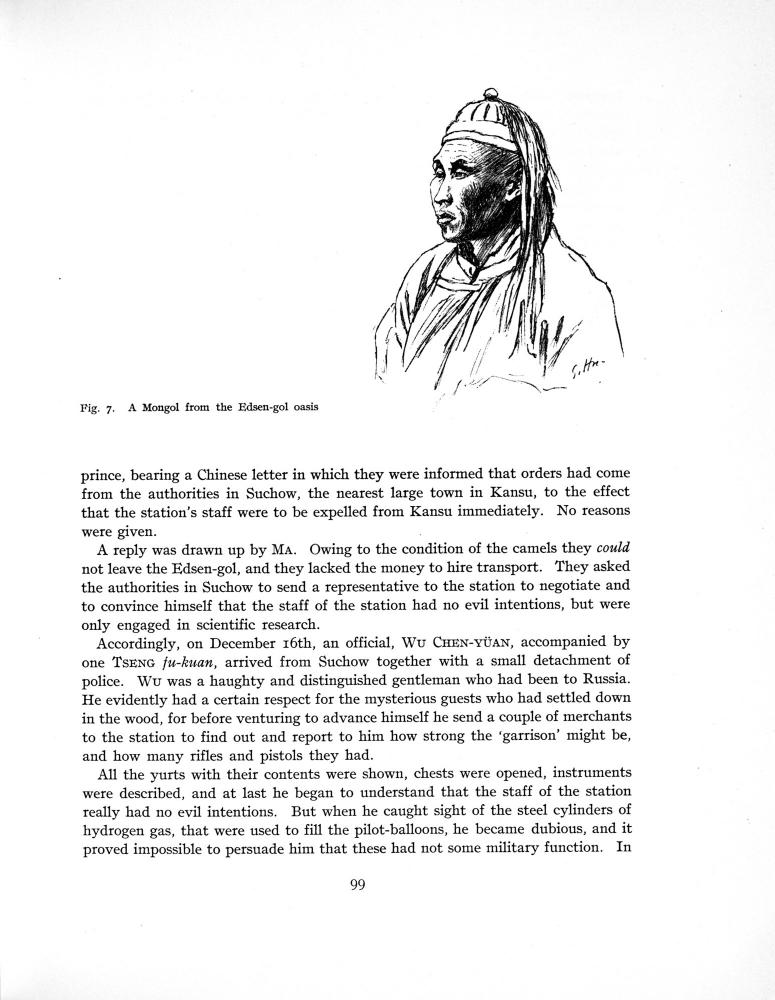 Fig. 7. A Mongol from the Edsen-gol oasis
prince, bearing a Chinese letter in which they were informed that orders had come
from the authorities in Suchow, the nearest large town in Kansu, to the effect
that the station's staff were to be expelled from Kansu immediately. No reasons
were given.
A reply was drawn up by MA. Owing to the condition of the camels they could
not leave the Edsen-gol, and they lacked the money to hire transport. They asked
the authorities in Suchow to send a representative to the station to negotiate and
to convince himself that the staff of the station had no evil intentions, but were
only engaged in scientific research.
Accordingly, on December 16th, an official, WU CHEN-YÜAN, accompanied by
one TSENG fu-kuan, arrived from Suchow together with a small detachment of
police. WU was a haughty and distinguished gentleman who had been to Russia.
He evidently had a certain respect for the mysterious guests who had settled down
in the wood, for before venturing to advance himself he send a couple of merchants
to the station to find out and report to him how strong the 'garrison' might be,
and how many rifles and pistols they had.
All the yurts with their contents were shown, chests were opened, instruments
were described, and at last he began to understand that the staff of the station
really had no evil intentions. But when he caught sight of the steel cylinders of
hydrogen gas, that were used to fill the pilot-balloons, he became dubious, and it
proved impossible to persuade him that these had not some military function. In
99